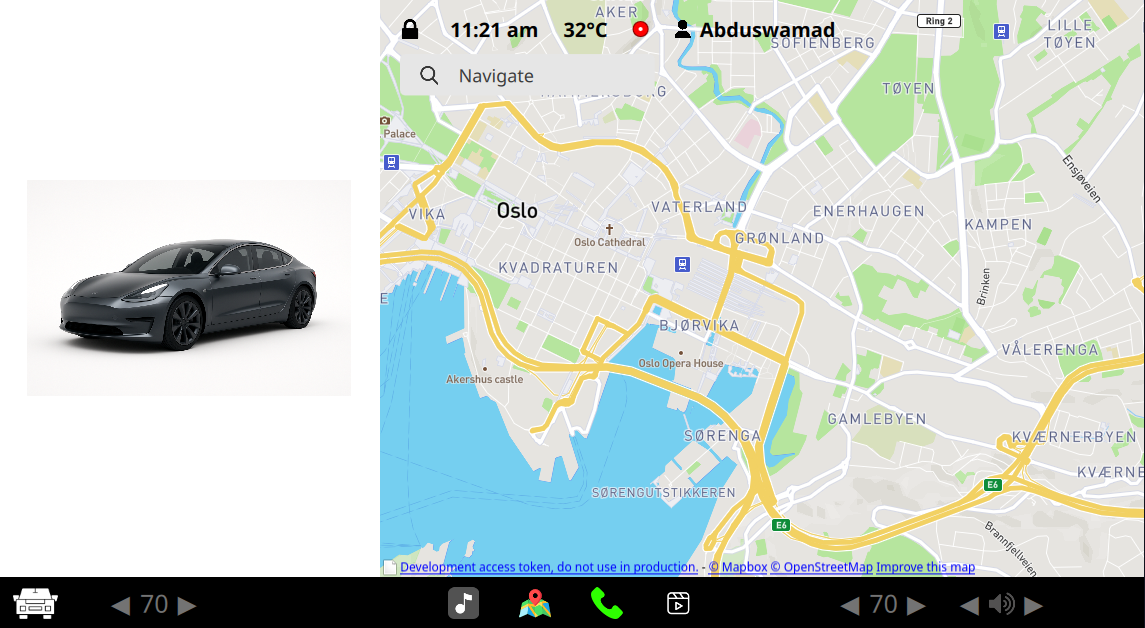 AKER
11:21 am 32°C Abduswamad
Ring 2
LILLE
TØYEN
SOFIENBERG
Navigate
TØYEN
Palace
Ensjøveien
Oslo
VIKA
VATERLAND
ENERHAUGEN
KAMPEN
Oslo Cathedral
GRØNLAND
KVADRATUREN
Brinken
E
BJØRVIKA
VÅLERENGA
Oslo Opera House
Akershus castle
GAMLEBYEN
SØRENGA
KVÆRNERBYEN
KVÆRNE
E6
SØRENGUTSTIKKEREN
E6
Brannfjellveien
Development access token, do not use in production. - © Mapbox © OpenStreetMap Improve this map
70 70